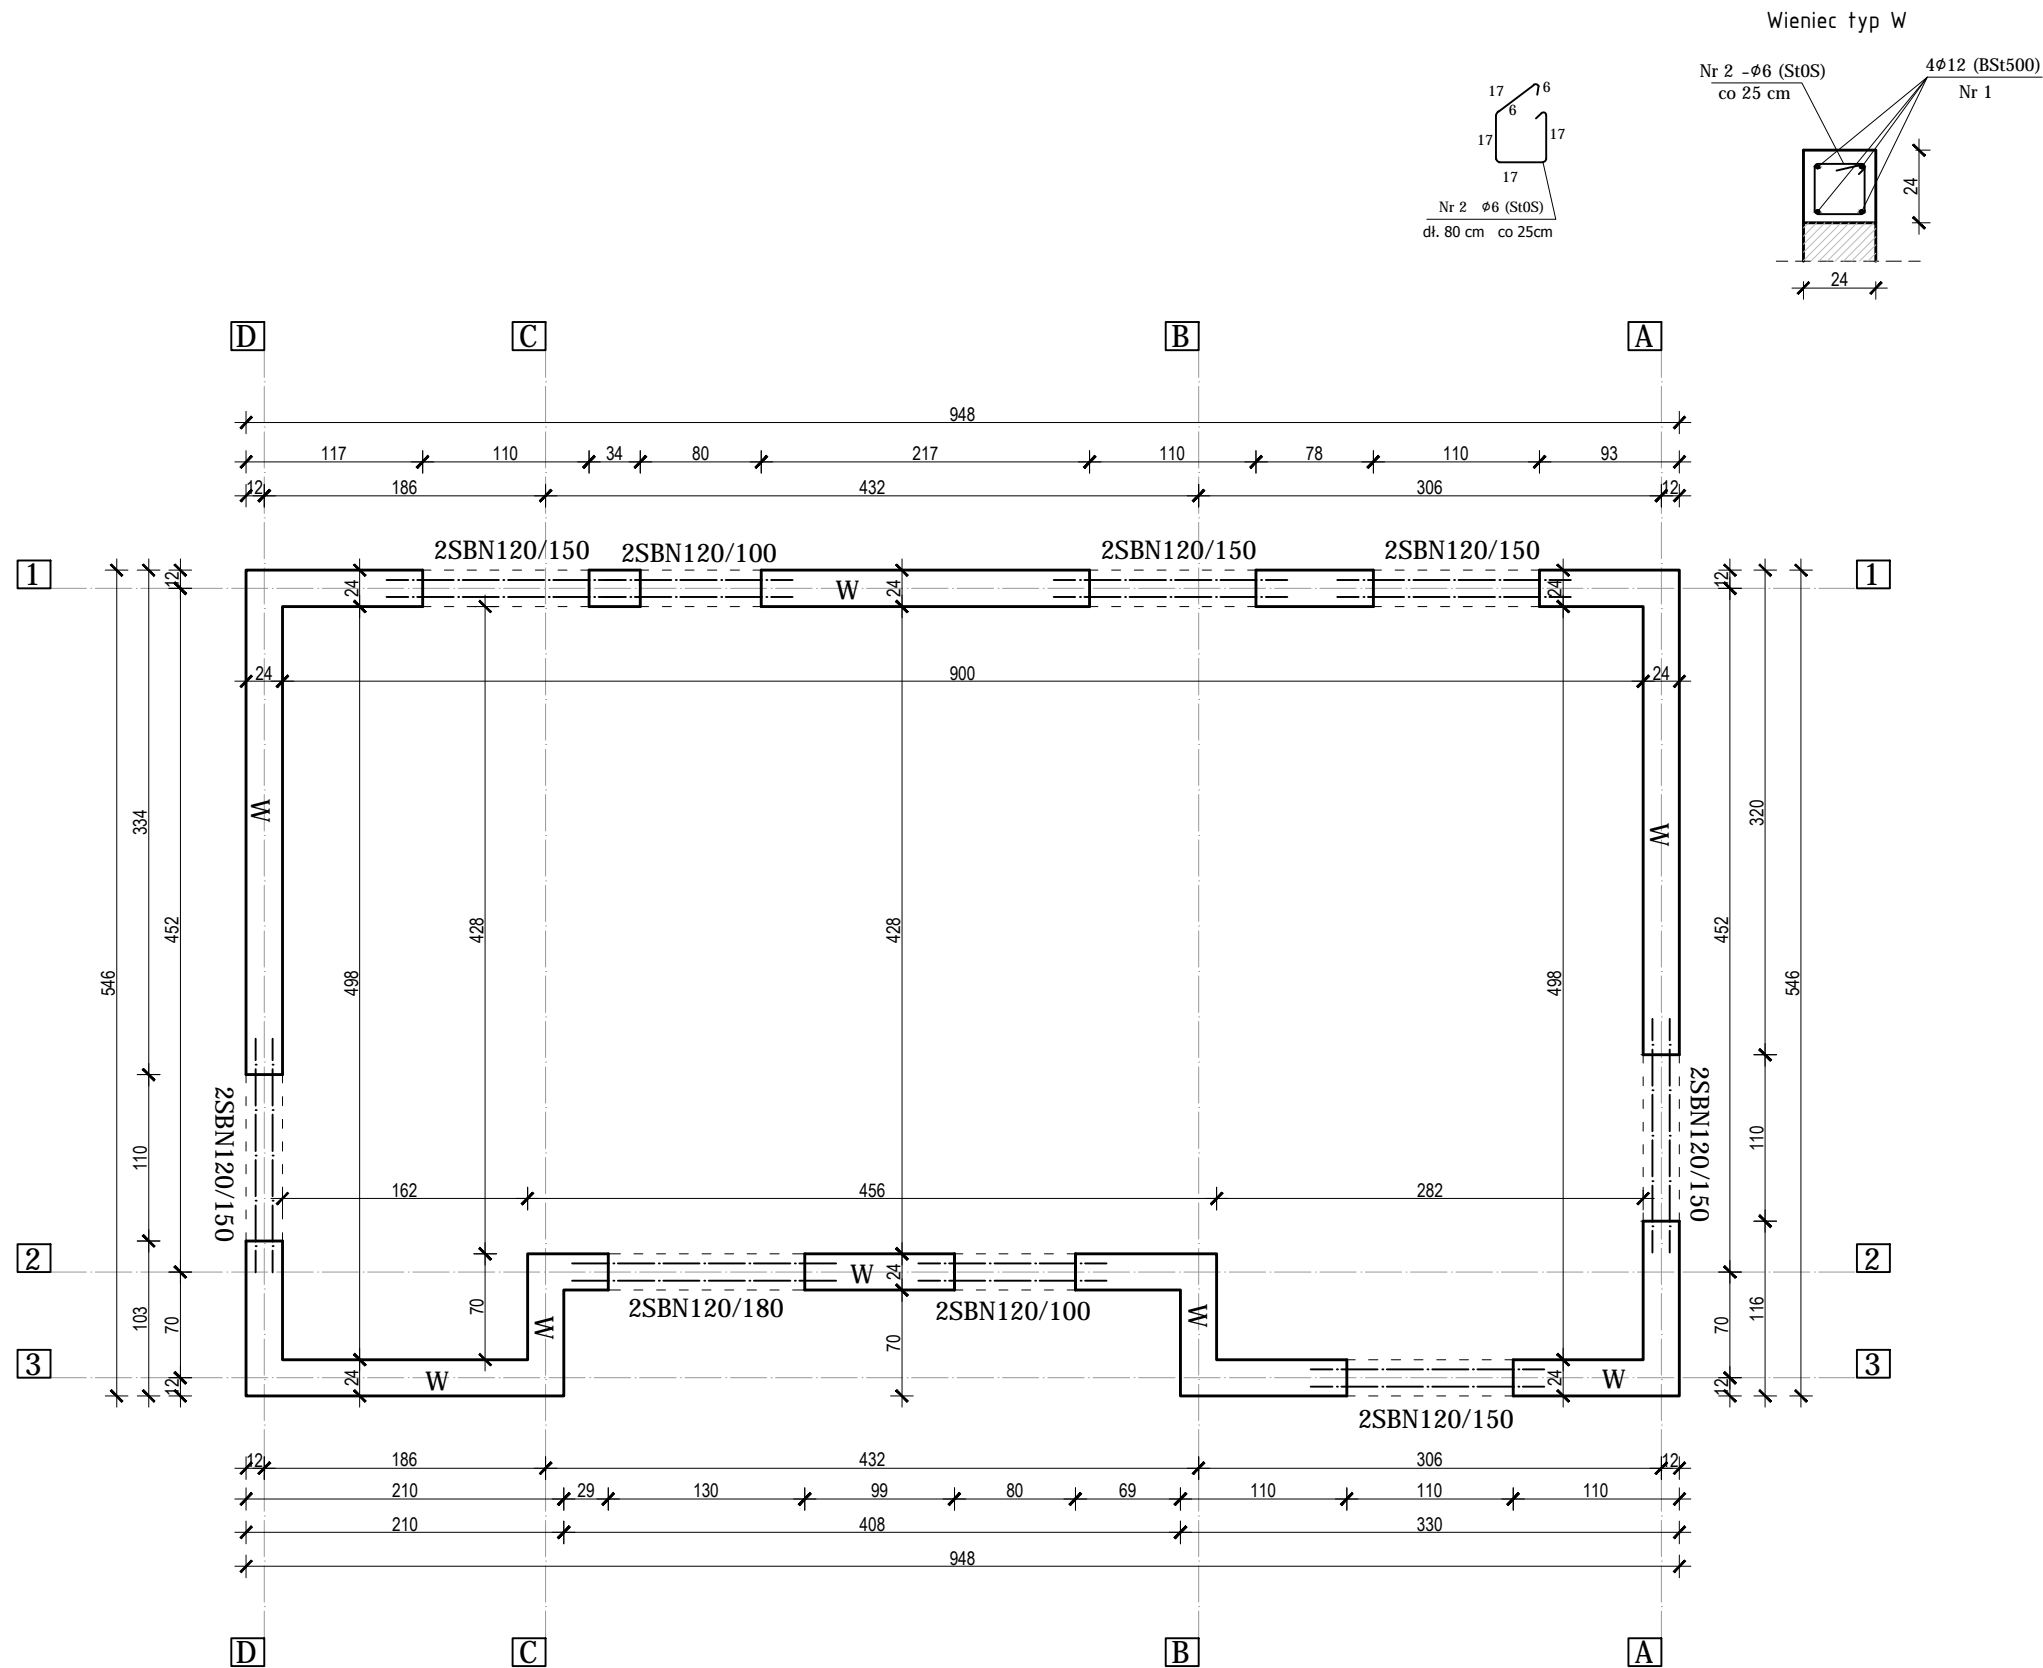 Wieniec typ W
Nr 2 -ϕ6 (St0S)
co 25 cm
4ϕ12 (BSt500)
Nr 1
17
6
6
17
17
17
Nr 2 ϕ6 (St0S)
dł. 80 cm co 25cm
24
24
D
C
B
A
948
117
110
34
80
217
110
78
110
93
12
186
432
306
12
2SBN120/150
2SBN120/100
2SBN120/150
2SBN120/150
1
1
12
24
W
24
24
12
24
900
24
W
W
334
320
452
428
428
452
546
498
498
546
2SBN120/150
110
110
2SBN120/150
162
456
282
2
2
W
24
2SBN120/180
2SBN120/100
103
70
70
W
70
W
70
116
3
3
12
24
W
24
W
12
2SBN120/150
12
186
432
306
12
210
29
130
99
80
69
110
110
110
210
408
330
948
D
C
B
A